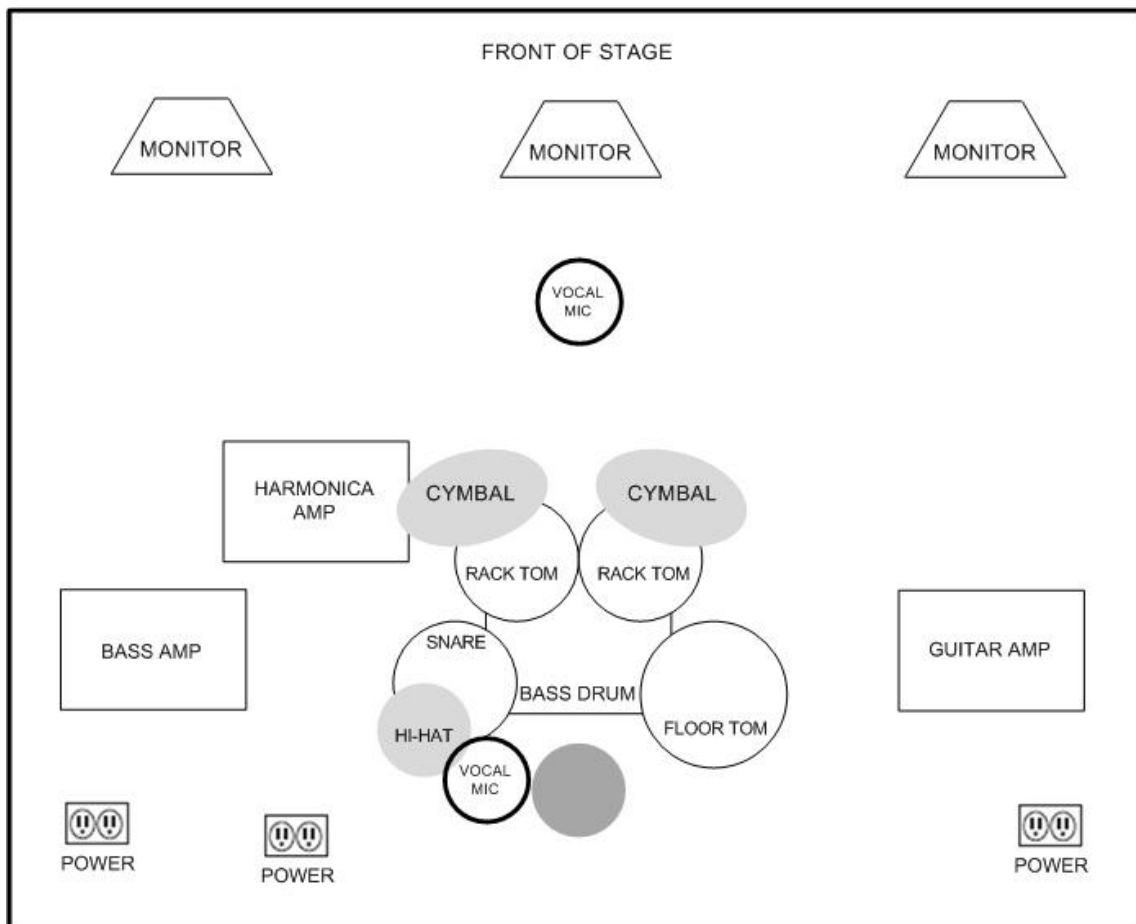 FRONT OF STAGE
MONITOR
MONITOR
MONITOR
VOCAL
MIC
HARMONICA
AMP
CYMBAL
CYMBAL
RACK TOM
RACK TOM
BASS AMP
SNARE
GUITAR AMP
BASS DRUM
HI-HAT
FLOOR TOM
VOCAL
MIC
POWER
POWER
POWER